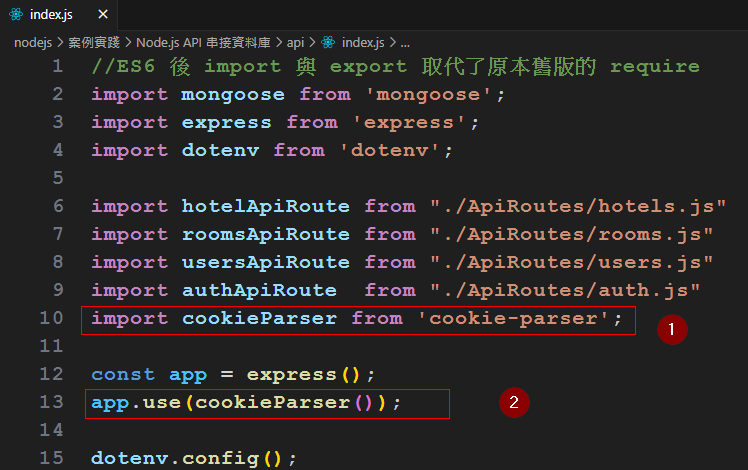 index.js ×
nodejs > 案例實踐 > Node.js API 串接資料庫 > api > index.js > ...
1 //ES6 後 import 與 export 取代了原本舊版的 require
2 import mongoose from 'mongoose';
3 import express from 'express';
4 import dotenv from 'dotenv';
5
6 import hotelApiRoute from "./ApiRoutes/hotels.js"
7 import roomsApiRoute from "./ApiRoutes/rooms.js"
8 import usersApiRoute from "./ApiRoutes/users.js"
9 import authApiRoute  from "./ApiRoutes/auth.js"
10 import cookieParser from 'cookie-parser'; 1
11
12 const app = express();
13 app.use(cookieParser()); 2
14
15 dotenv.config();